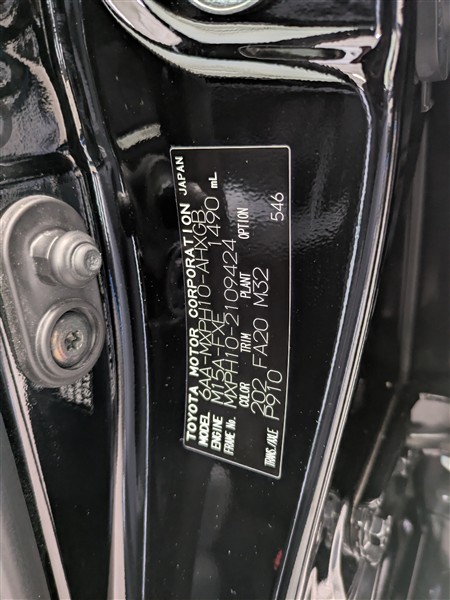 TOYOTA MOTOR CORPORATION JAPAN
MODEL 6AA-MXPH10-AHXGB
ENGINE M15A-FXE 1490 mL
FRAME No. MXPH10-2109424
COLOR TRIM PLANT OPTION
202 FA20 M32 546
TRANS./AXLE P910